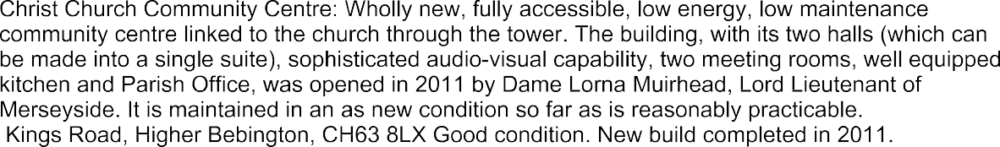 Christ Church Community Centre: Wholly new, fully accessible, low energy, low maintenance
community centre linked to the church through the tower. The building, with its two halls (which can
be made into a single suite), sophisticated audio-visual capability, two meeting rooms, well equipped
kitchen and Parish Office, was opened in 2011 by Dame Lorna Muirhead, Lord Lieutenant of
Merseyside. It is maintained in an as new condition so far as is reasonably practicable.
Kings Road, Higher Bebington, CH63 8LX Good condition. New build completed in 2011.